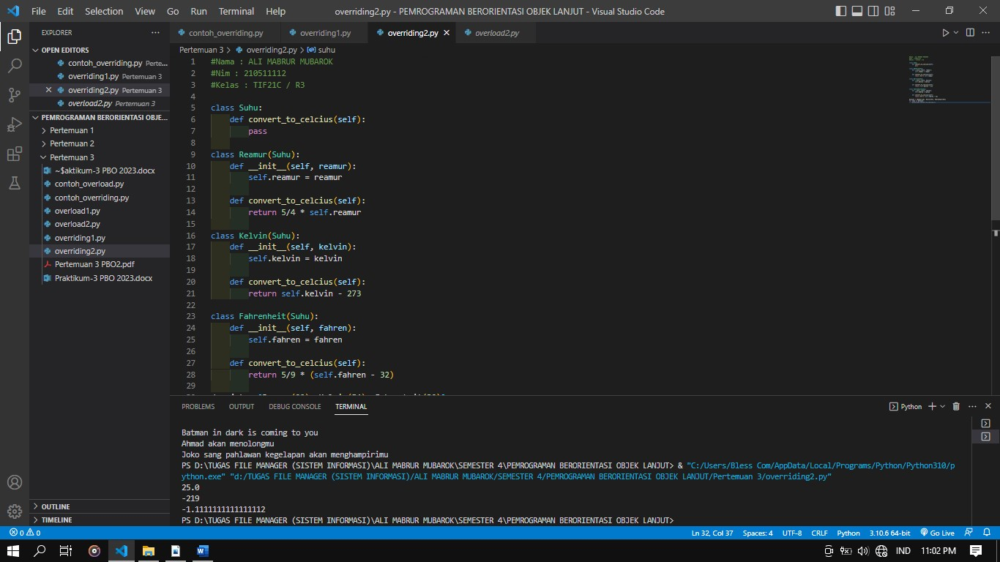 File Edit Selection View Go Run Terminal Help
overriding2.py - PEMROGRAMAN BERORIENTASI OBJEK LANJUT - Visual Studio Code
EXPLORER
OPEN EDITORS
contoh_overriding.py Perte...
overriding1.py Pertemuan 3
overriding2.py Pertemuan 3
overload2.py Pertemuan 3
PEMROGRAMAN BERORIENTASI OBJE...
Pertemuan 1
Pertemuan 2
Pertemuan 3
~$aktikum-3 PBO 2023.docx
contoh_overload.py
contoh_overriding.py
overload1.py
overload2.py
overriding1.py
overriding2.py
Pertemuan 3 PBO2.pdf
Praktikum-3 PBO 2023.docx
OUTLINE
TIMELINE
contoh_overriding.py overriding1.py overriding2.py overload2.py
Pertemuan 3 > overriding2.py > suhu
1 #Nama : ALI MABRUR MUBAROK
2 #Nim : 210511112
3 #Kelas : TIF21C / R3
4
5 class Suhu:
6 def convert_to_celcius(self):
7 pass
8
9 class Reamur(Suhu):
10 def __init__(self, reamur):
11 self.reamur = reamur
12
13 def convert_to_celcius(self):
14 return 5/4 * self.reamur
15
16 class Kelvin(Suhu):
17 def __init__(self, kelvin):
18 self.kelvin = kelvin
19
20 def convert_to_celcius(self):
21 return self.kelvin - 273
22
23 class Fahrenheit(Suhu):
24 def __init__(self, fahren):
25 self.fahren = fahren
26
27 def convert_to_celcius(self):
28 return 5/9 * (self.fahren - 32)
29
PROBLEMS OUTPUT DEBUG CONSOLE TERMINAL
Python
Batman in dark is coming to you
Ahmad akan menolongmu
Joko sang pahlawan kegelapan akan menghampirimu
PS D:\TUGAS FILE MANAGER (SISTEM INFORMASI)\ALI MABRUR MUBAROK\SEMESTER 4\PEMROGRAMAN BERORIENTASI OBJEK LANJUT> & "C:/Users/Bless Com/AppData/Local/Programs/Python/Python310/p
ython.exe" "d:/TUGAS FILE MANAGER (SISTEM INFORMASI)/ALI MABRUR MUBAROK/SEMESTER 4/PEMROGRAMAN BERORIENTASI OBJEK LANJUT/Pertemuan 3/overriding2.py"
25.0
-219
-1.1111111111111112
PS D:\TUGAS FILE MANAGER (SISTEM INFORMASI)\ALI MABRUR MUBAROK\SEMESTER 4\PEMROGRAMAN BERORIENTASI OBJEK LANJUT>
0 0
Ln 32, Col 37 Spaces: 4 UTF-8 CRLF Python 3.10.6 64-bit Go Live
IND 11:02 PM